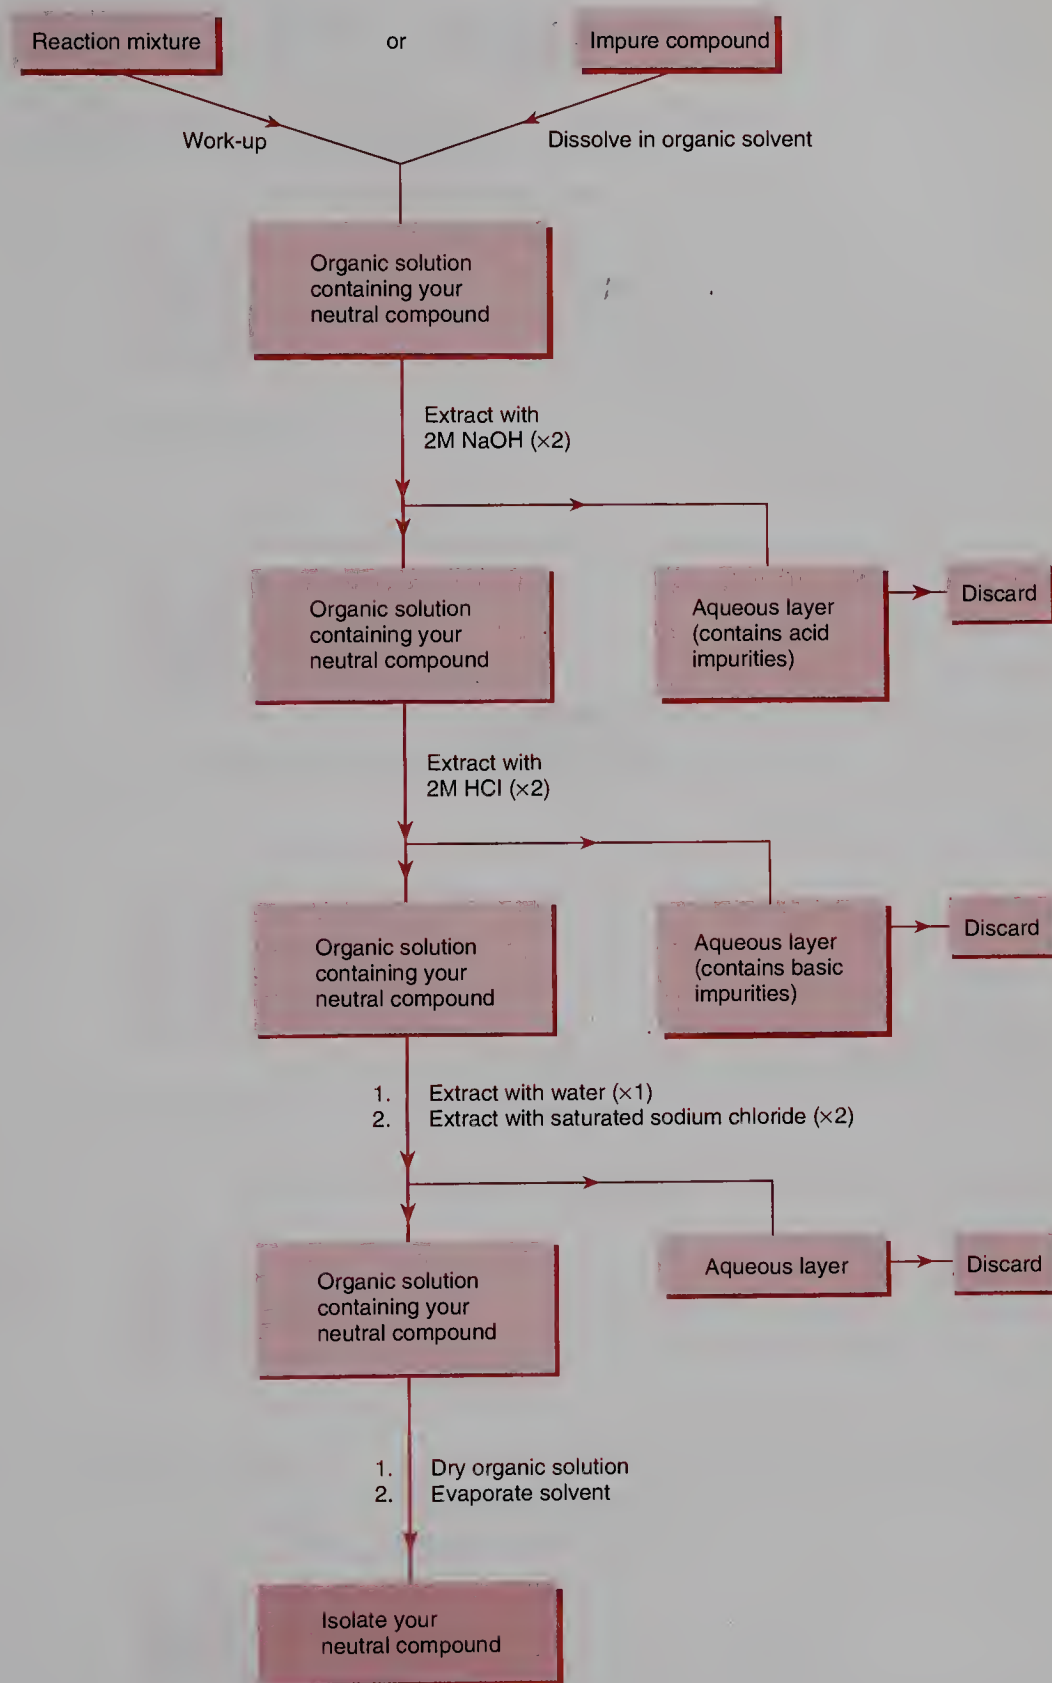 Reaction mixture
or
Impure compound
Work-up
Dissolve in organic solvent
Organic solution
containing your
neutral compound
Extract with
2M NaOH (×2)
Organic solution
containing your
neutral compound
Aqueous layer
(contains acid
impurities)
Discard
Extract with
2M HCl (×2)
Organic solution
containing your
neutral compound
Aqueous layer
(contains basic
impurities)
Discard
1. Extract with water (×1)
2. Extract with saturated sodium chloride (×2)
Organic solution
containing your
neutral compound
Aqueous layer
Discard
1. Dry organic solution
2. Evaporate solvent
Isolate your
neutral compound